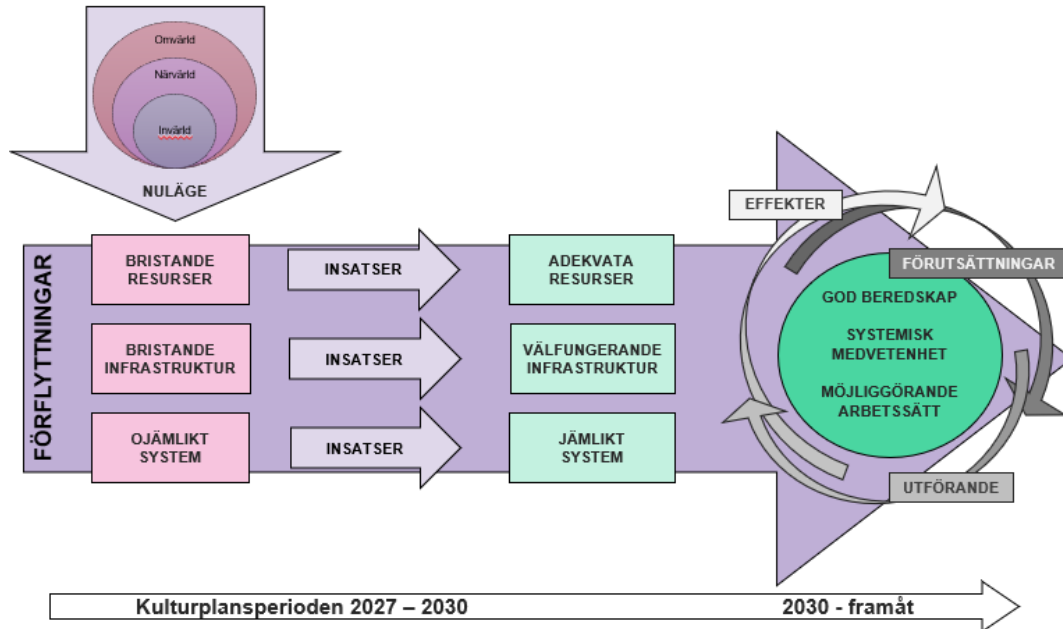 Omvärld
Närvärld
Invärld
NULÄGE
EFFEKTER
FÖRFLYTTNINGAR
BRISTANDE
RESURSER
INSATSER
ADEKVATA
RESURSER
FÖRUTSÄTTNINGAR
BRISTANDE
INFRASTRUKTUR
INSATSER
VÄLFUNGERANDE
INFRASTRUKTUR
OJÄMLIKT
SYSTEM
INSATSER
JÄMLIKT
SYSTEM
GOD BEREDSKAP
SYSTEMISK
MEDVETENHET
MÖJLIGGÖRANDE
ARBETSSÄTT
UTFÖRANDE
Kulturplansperioden 2027 – 2030
2030 - framåt